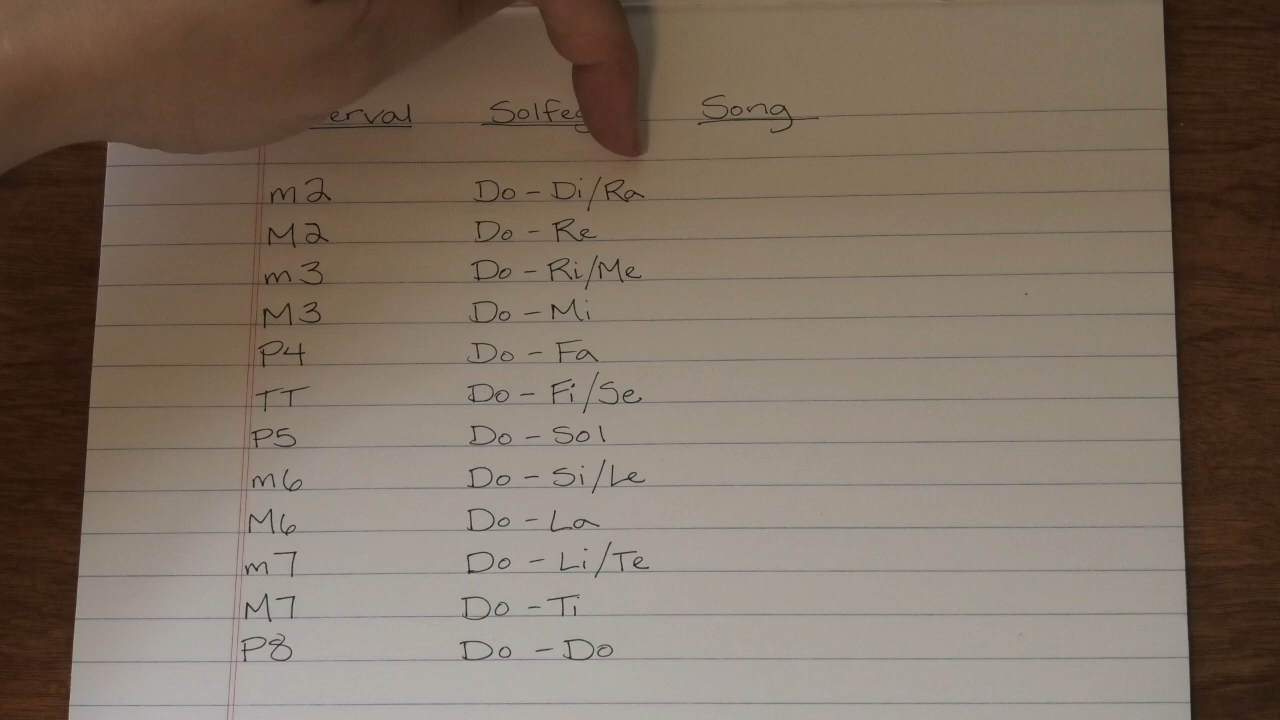 erval Solfeg Song
m2 Do - Di/Ra
M2 Do - Re
m3 Do - Ri/Me
M3 Do - Mi
P4 Do - Fa
TT Do - Fi/Se
P5 Do - Sol
m6 Do - Si/Le
M6 Do - La
m7 Do - Li/Te
M7 Do - Ti
P8 Do - Do